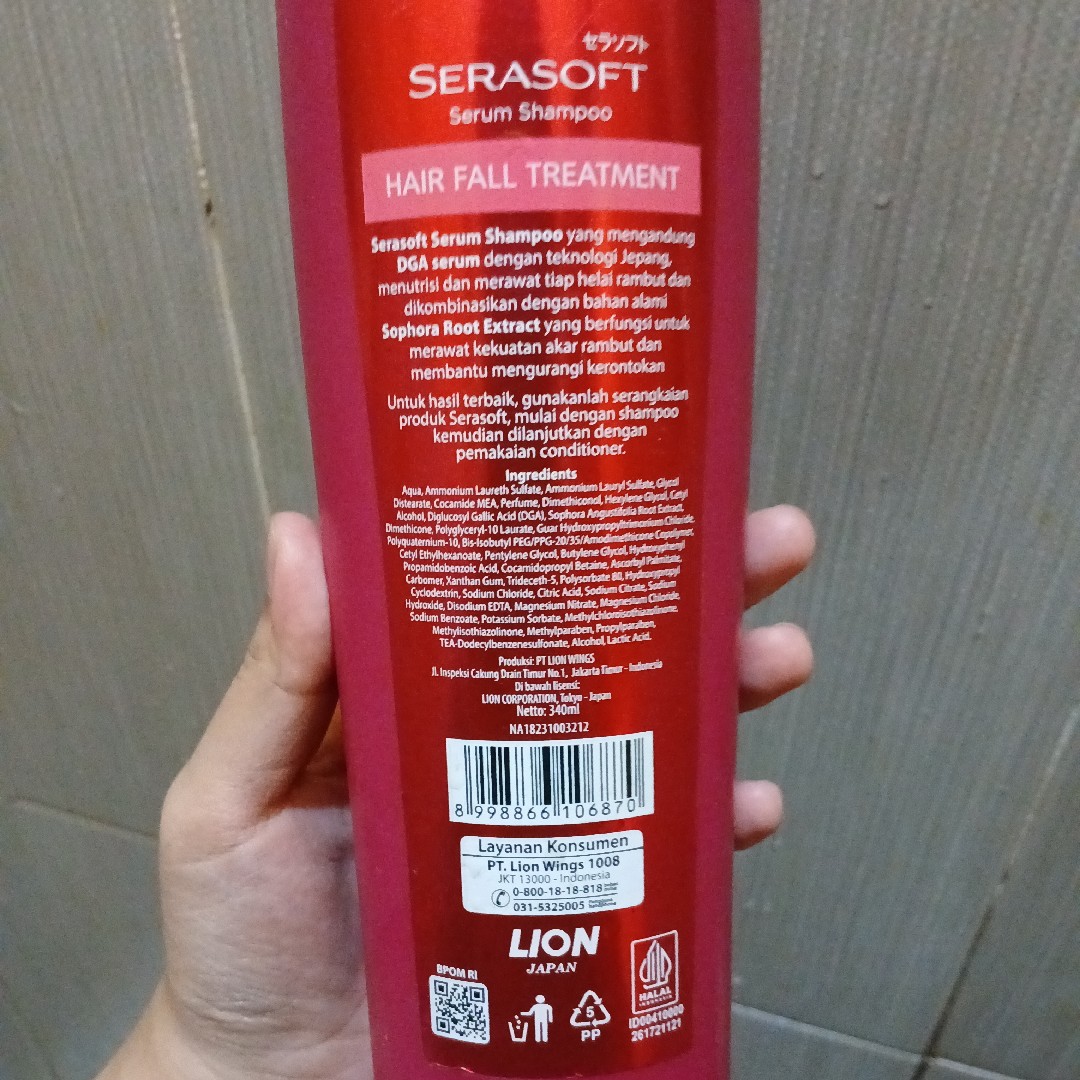 セラソフト
SERASOFT
Serum Shampoo
HAIR FALL TREATMENT
Serasoft Serum Shampoo yang mengandung
DGA serum dengan teknologi Jepang,
menutrisi dan merawat tiap helai rambut dan
dikombinasikan dengan bahan alami
Sophora Root Extract yang berfungsi untuk
merawat kekuatan akar rambut dan
membantu mengurangi kerontokan
Untuk hasil terbaik, gunakanlah serangkaian
produk Serasoft, mulai dengan shampoo
kemudian dilanjutkan dengan
pemakaian conditioner.
Ingredients
Aqua, Ammonium Laureth Sulfate, Ammonium Lauryl Sulfate, Glycol
Distearate, Cocamide MEA, Perfume, Dimethiconol, Hexylene Glycol, Cetyl
Alcohol, Diglucosyl Gallic Acid (DGA), Sophora Angustifolia Root Extract,
Dimethicone, Polyglyceryl-10 Laurate, Guar Hydroxypropyltrimonium Chloride,
Polyquaternium-10, Bis-Isobutyl PEG/PPG-20/35/Amodimethicone Copolymer,
Cetyl Ethylhexanoate, Pentylene Glycol, Butylene Glycol, Hydroxyphenyl
Propamidobenzoic Acid, Cocamidopropyl Betaine, Ascorbyl Palmitate,
Carbomer, Xanthan Gum, Trideceth-5, Polysorbate 80, Hydroxypropyl
Cyclodextrin, Sodium Chloride, Citric Acid, Sodium Citrate, Sodium
Hydroxide, Disodium EDTA, Magnesium Nitrate, Magnesium Chloride,
Sodium Benzoate, Potassium Sorbate, Methylchloroisothiazolinone,
Methylisothiazolinone, Methylparaben, Propylparaben,
TEA-Dodecylbenzenesulfonate, Alcohol, Lactic Acid.
Produksi: PT LION WINGS
Jl. Inspeksi Cakung Drain Timur No.1, Jakarta Timur - Indonesia
Di bawah lisensi:
LION CORPORATION, Tokyo - Japan
Netto: 340ml
NA18231003212
8 998866 106870
Layanan Konsumen
PT. Lion Wings 1008
JKT 13000 - Indonesia
0-800-18-18-818
031-5325005
LION
JAPAN
BPOM RI
5
PP
HALAL
INDONESIA
ID00410000
261721121